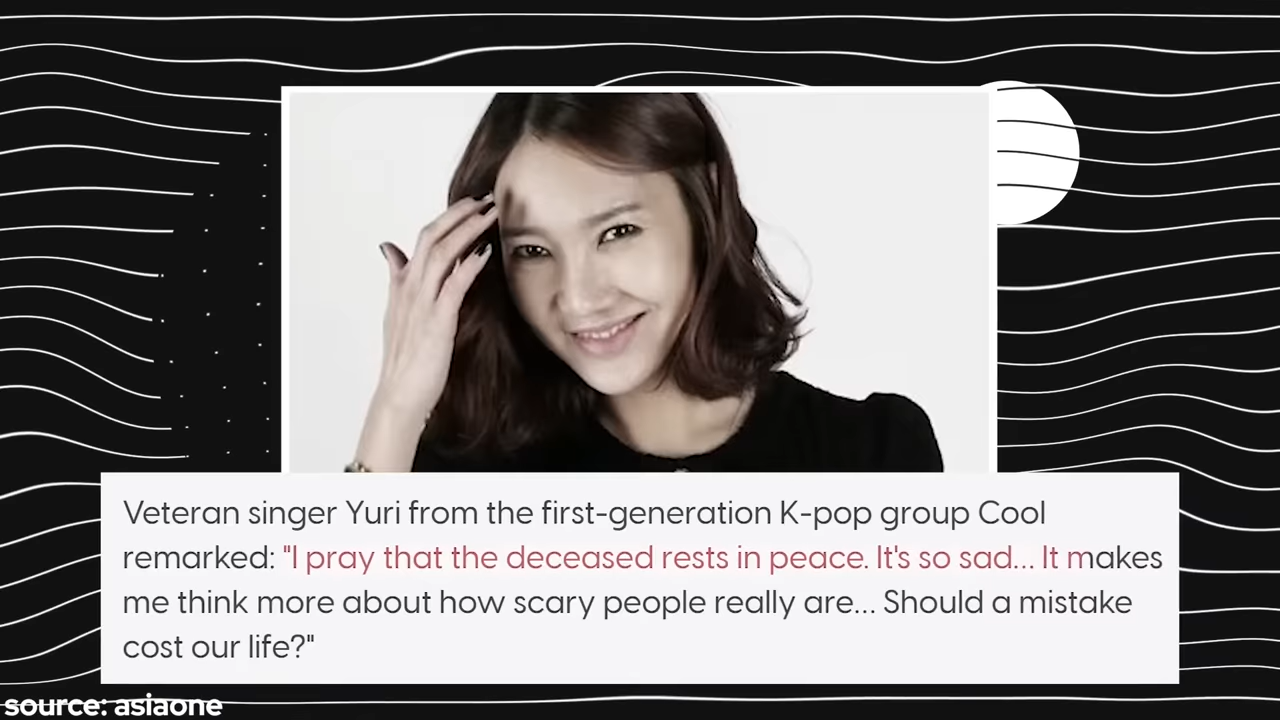 Veteran singer Yuri from the first-generation K-pop group Cool
remarked: "I pray that the deceased rests in peace. It's so sad... It makes
me think more about how scary people really are... Should a mistake
cost our life?"
source: asiaone